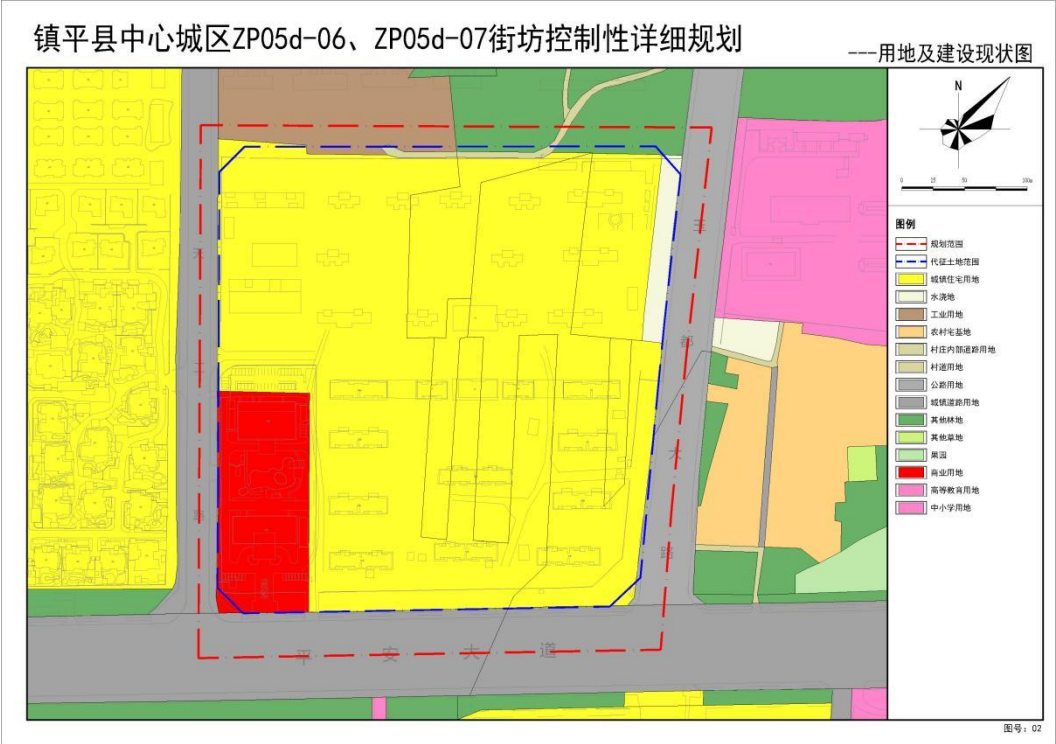 镇平县中心城区ZP05d-06、ZP05d-07街坊控制性详细规划
---用地及建设现状图
N
0 25 50 100m
图例
规划范围
代征土地范围
城镇住宅用地
水浇地
工业用地
农村宅基地
村庄内部道路用地
村道用地
公路用地
城镇道路用地
其他林地
其他草地
果园
商业用地
高等教育用地
中小学用地
玉
都
大
路
平安大道
图号：02